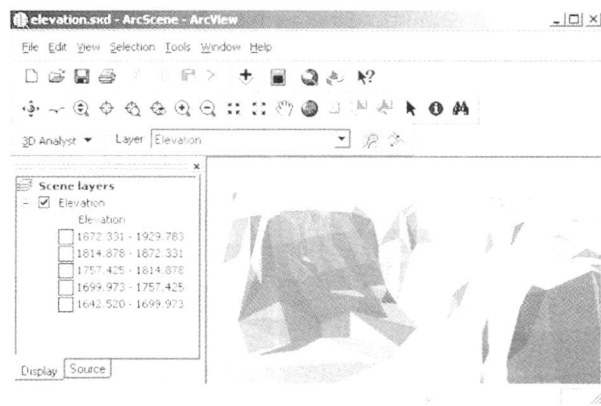 elevation.sxd - ArcScene - ArcView
File Edit View Selection Tools Window Help
3D Analyst Layer Elevation
Scene layers
Elevation
Elevation
1872.331 - 1929.783
1814.878 - 1872.331
1757.425 - 1814.878
1699.973 - 1757.425
1642.520 - 1699.973
Display Source